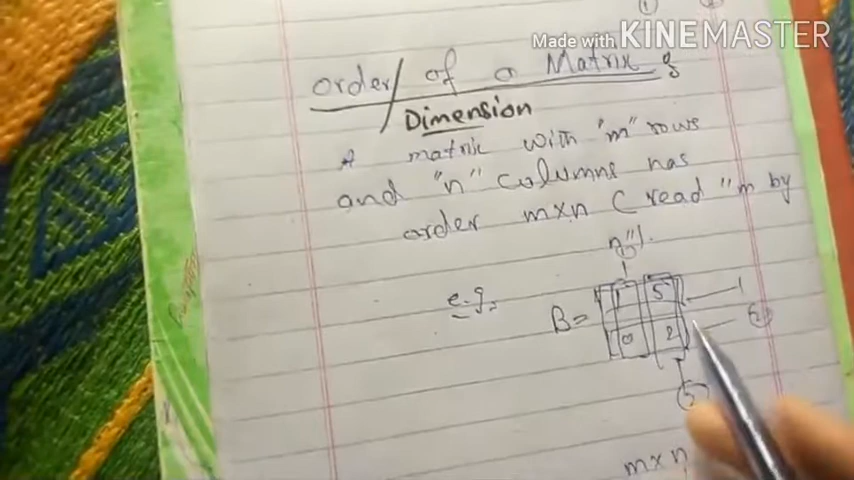 ① ②
Made with KINEMASTER
order/ of a Matrix :
Dimension
A matrix with "m" rows
and "n" columns has
order m×n ( read "m by
n").
e.g.
B = [1 5
0 2]
1
m×n